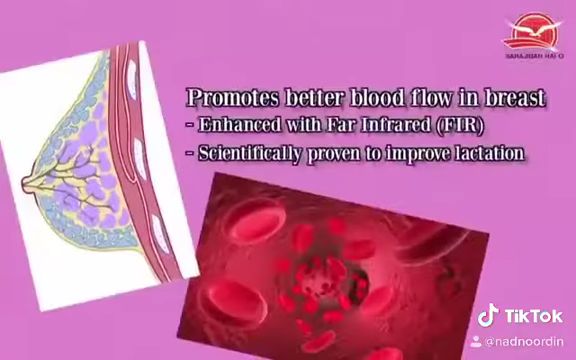 Promotes better blood flow in breast
- Enhanced with Far Infrared (FIR)
- Scientifically proven to improve lactation
TikTok
@nadnoordin